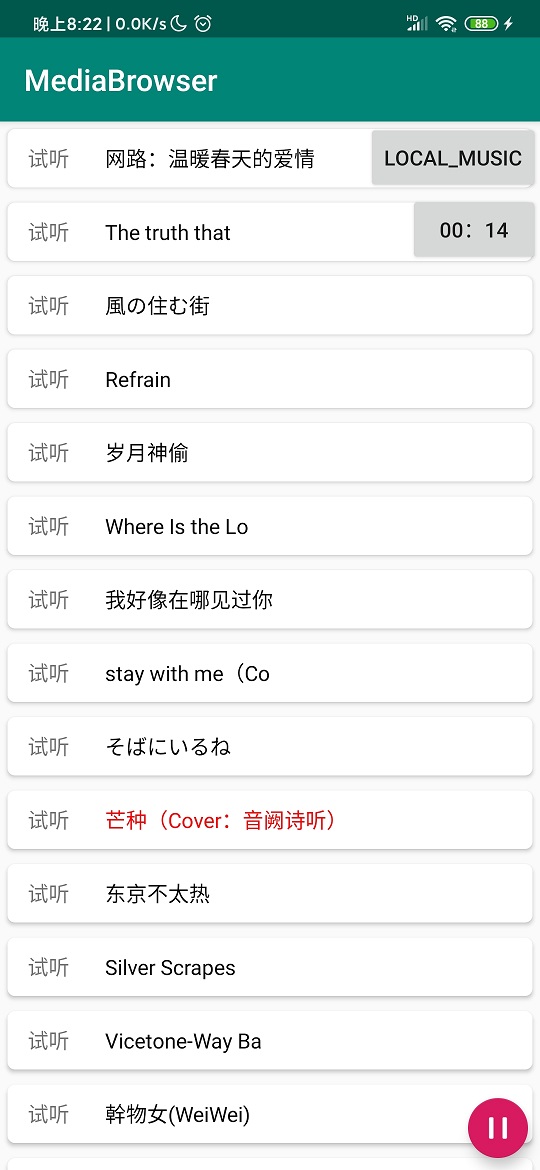 晚上8:22 | 0.0K/s HD 88
MediaBrowser
试听 网路：温暖春天的爱情 LOCAL_MUSIC
试听 The truth that 00：14
试听 風の住む街
试听 Refrain
试听 岁月神偷
试听 Where Is the Lo
试听 我好像在哪见过你
试听 stay with me（Co
试听 そばにいるね
试听 芒种（Cover：音阙诗听）
试听 东京不太热
试听 Silver Scrapes
试听 Vicetone-Way Ba
试听 幹物女(WeiWei)